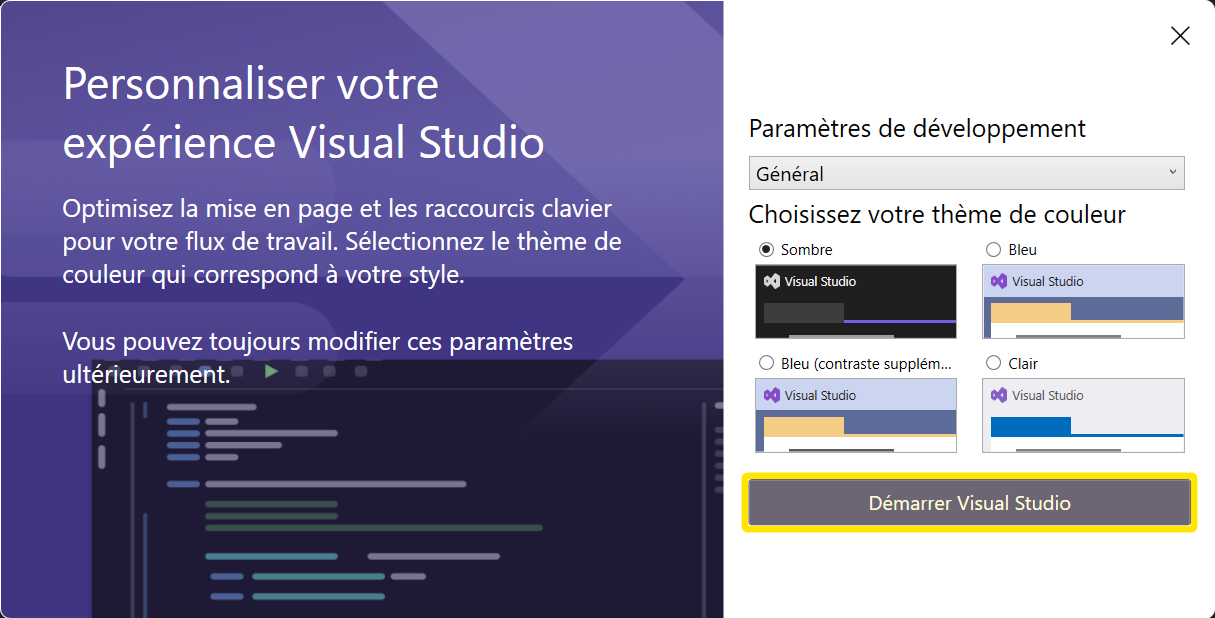 Personnaliser votre
expérience Visual Studio
Optimisez la mise en page et les raccourcis clavier
pour votre flux de travail. Sélectionnez le thème de
couleur qui correspond à votre style.
Vous pouvez toujours modifier ces paramètres
ultérieurement.
Paramètres de développement
Général
Choisissez votre thème de couleur
Sombre
Bleu
Visual Studio
Visual Studio
Bleu (contraste supplém...
Clair
Visual Studio
Visual Studio
Démarrer Visual Studio